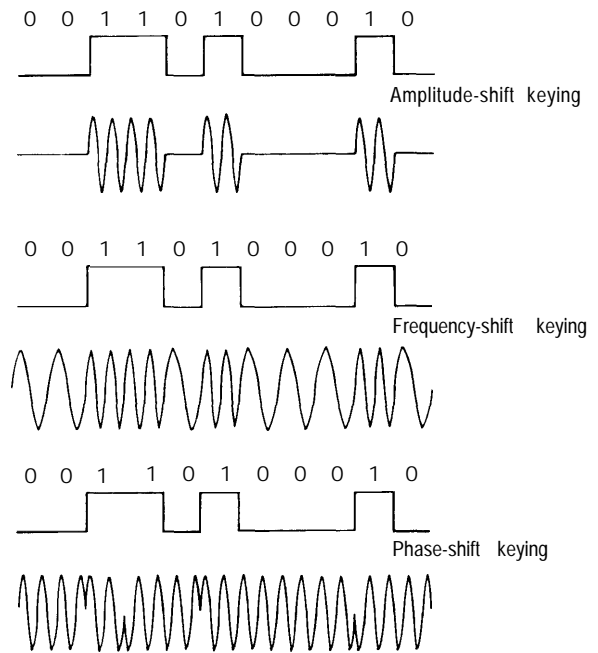 0 0 1 1 0 1 0 0 0 1 0
Amplitude-shift keying
0 0 1 1 0 1 0 0 0 1 0
Frequency-shift keying
0 0 1 1 0 1 0 0 0 1 0
Phase-shift keying